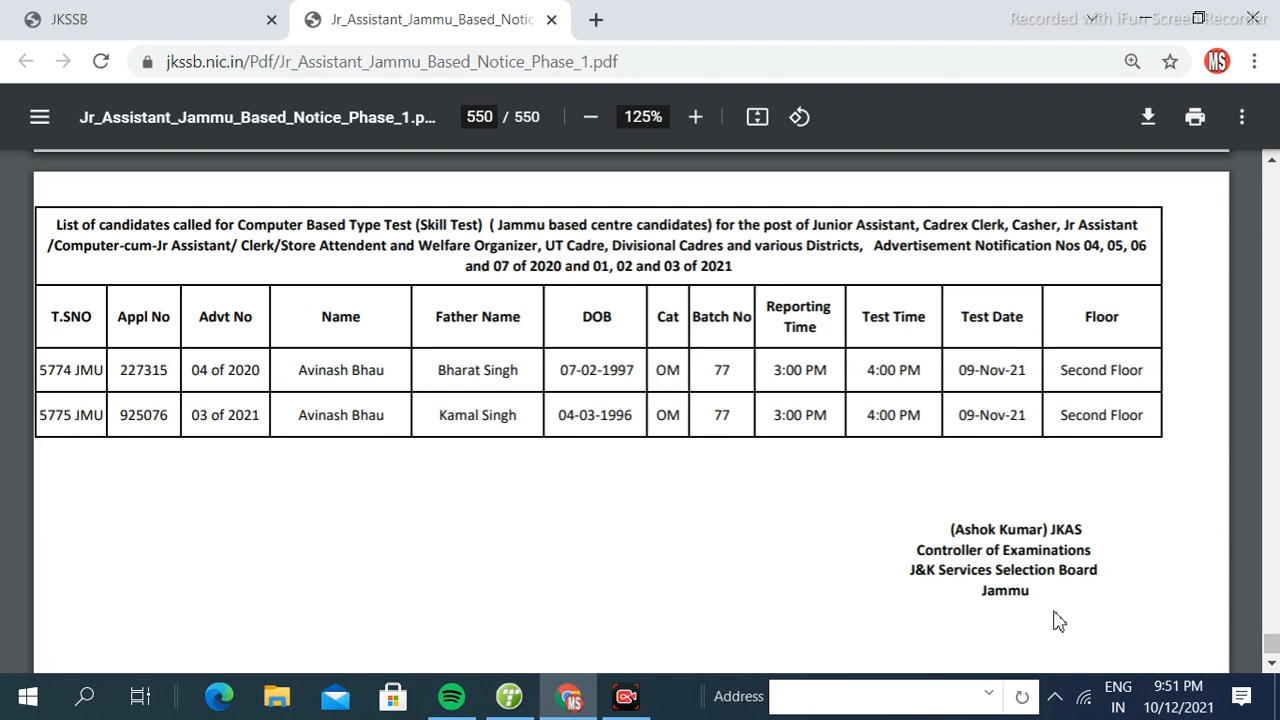 JKSSB
Jr_Assistant_Jammu_Based_Notic
Recorded with iFun Screen Recorder
jkssb.nic.in/Pdf/Jr_Assistant_Jammu_Based_Notice_Phase_1.pdf
MS
Jr_Assistant_Jammu_Based_Notice_Phase_1.p...
550 / 550
125%
List of candidates called for Computer Based Type Test (Skill Test) ( Jammu based centre candidates) for the post of Junior Assistant, Cadrex Clerk, Casher, Jr Assistant
/Computer-cum-Jr Assistant/ Clerk/Store Attendent and Welfare Organizer, UT Cadre, Divisional Cadres and various Districts, Advertisement Notification Nos 04, 05, 06
and 07 of 2020 and 01, 02 and 03 of 2021
T.SNO Appl No Advt No Name Father Name DOB Cat Batch No Reporting Time Test Time Test Date Floor
5774 JMU 227315 04 of 2020 Avinash Bhau Bharat Singh 07-02-1997 OM 77 3:00 PM 4:00 PM 09-Nov-21 Second Floor
5775 JMU 925076 03 of 2021 Avinash Bhau Kamal Singh 04-03-1996 OM 77 3:00 PM 4:00 PM 09-Nov-21 Second Floor
(Ashok Kumar) JKAS
Controller of Examinations
J&K Services Selection Board
Jammu
MS
Address
ENG
IN
9:51 PM
10/12/2021